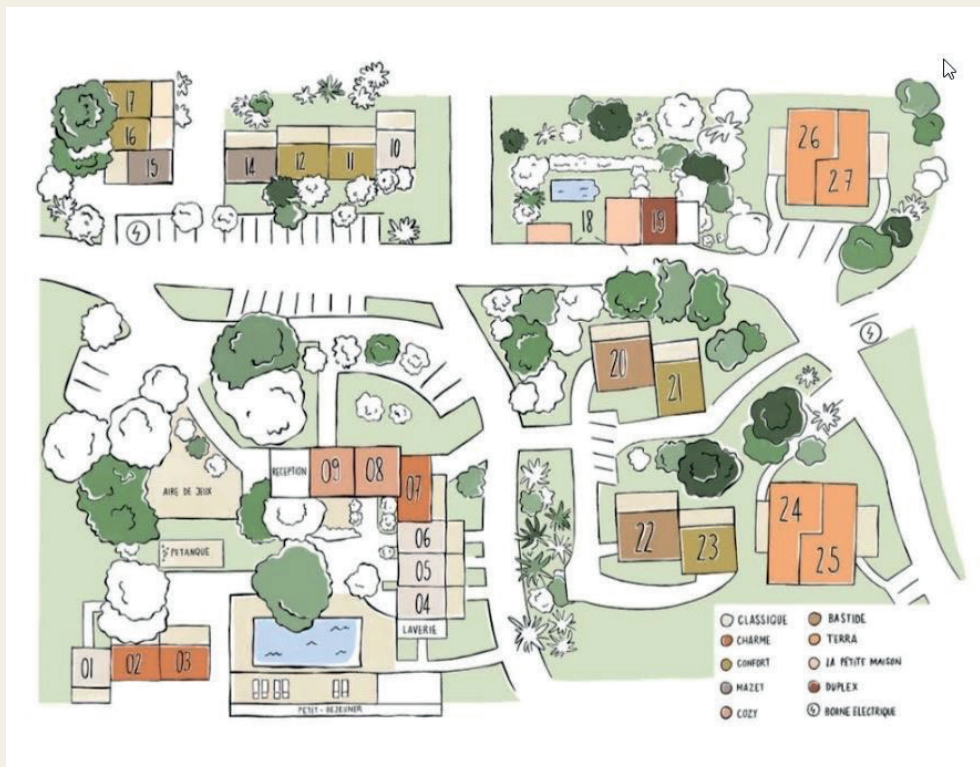 17
16
15
14
12
11
10
18
19
26
27
20
21
RECEPTION
09
08
07
AIRE DE JEUX
06
PETANQUE
05
04
LAVERIE
22
23
24
25
01
02
03
PETIT-DEJEUNER
CLASSIQUE
CHARME
CONFORT
MAZET
COZY
BASTIDE
TERRA
LA PETITE MAISON
DUPLEX
BORNE ELECTRIQUE